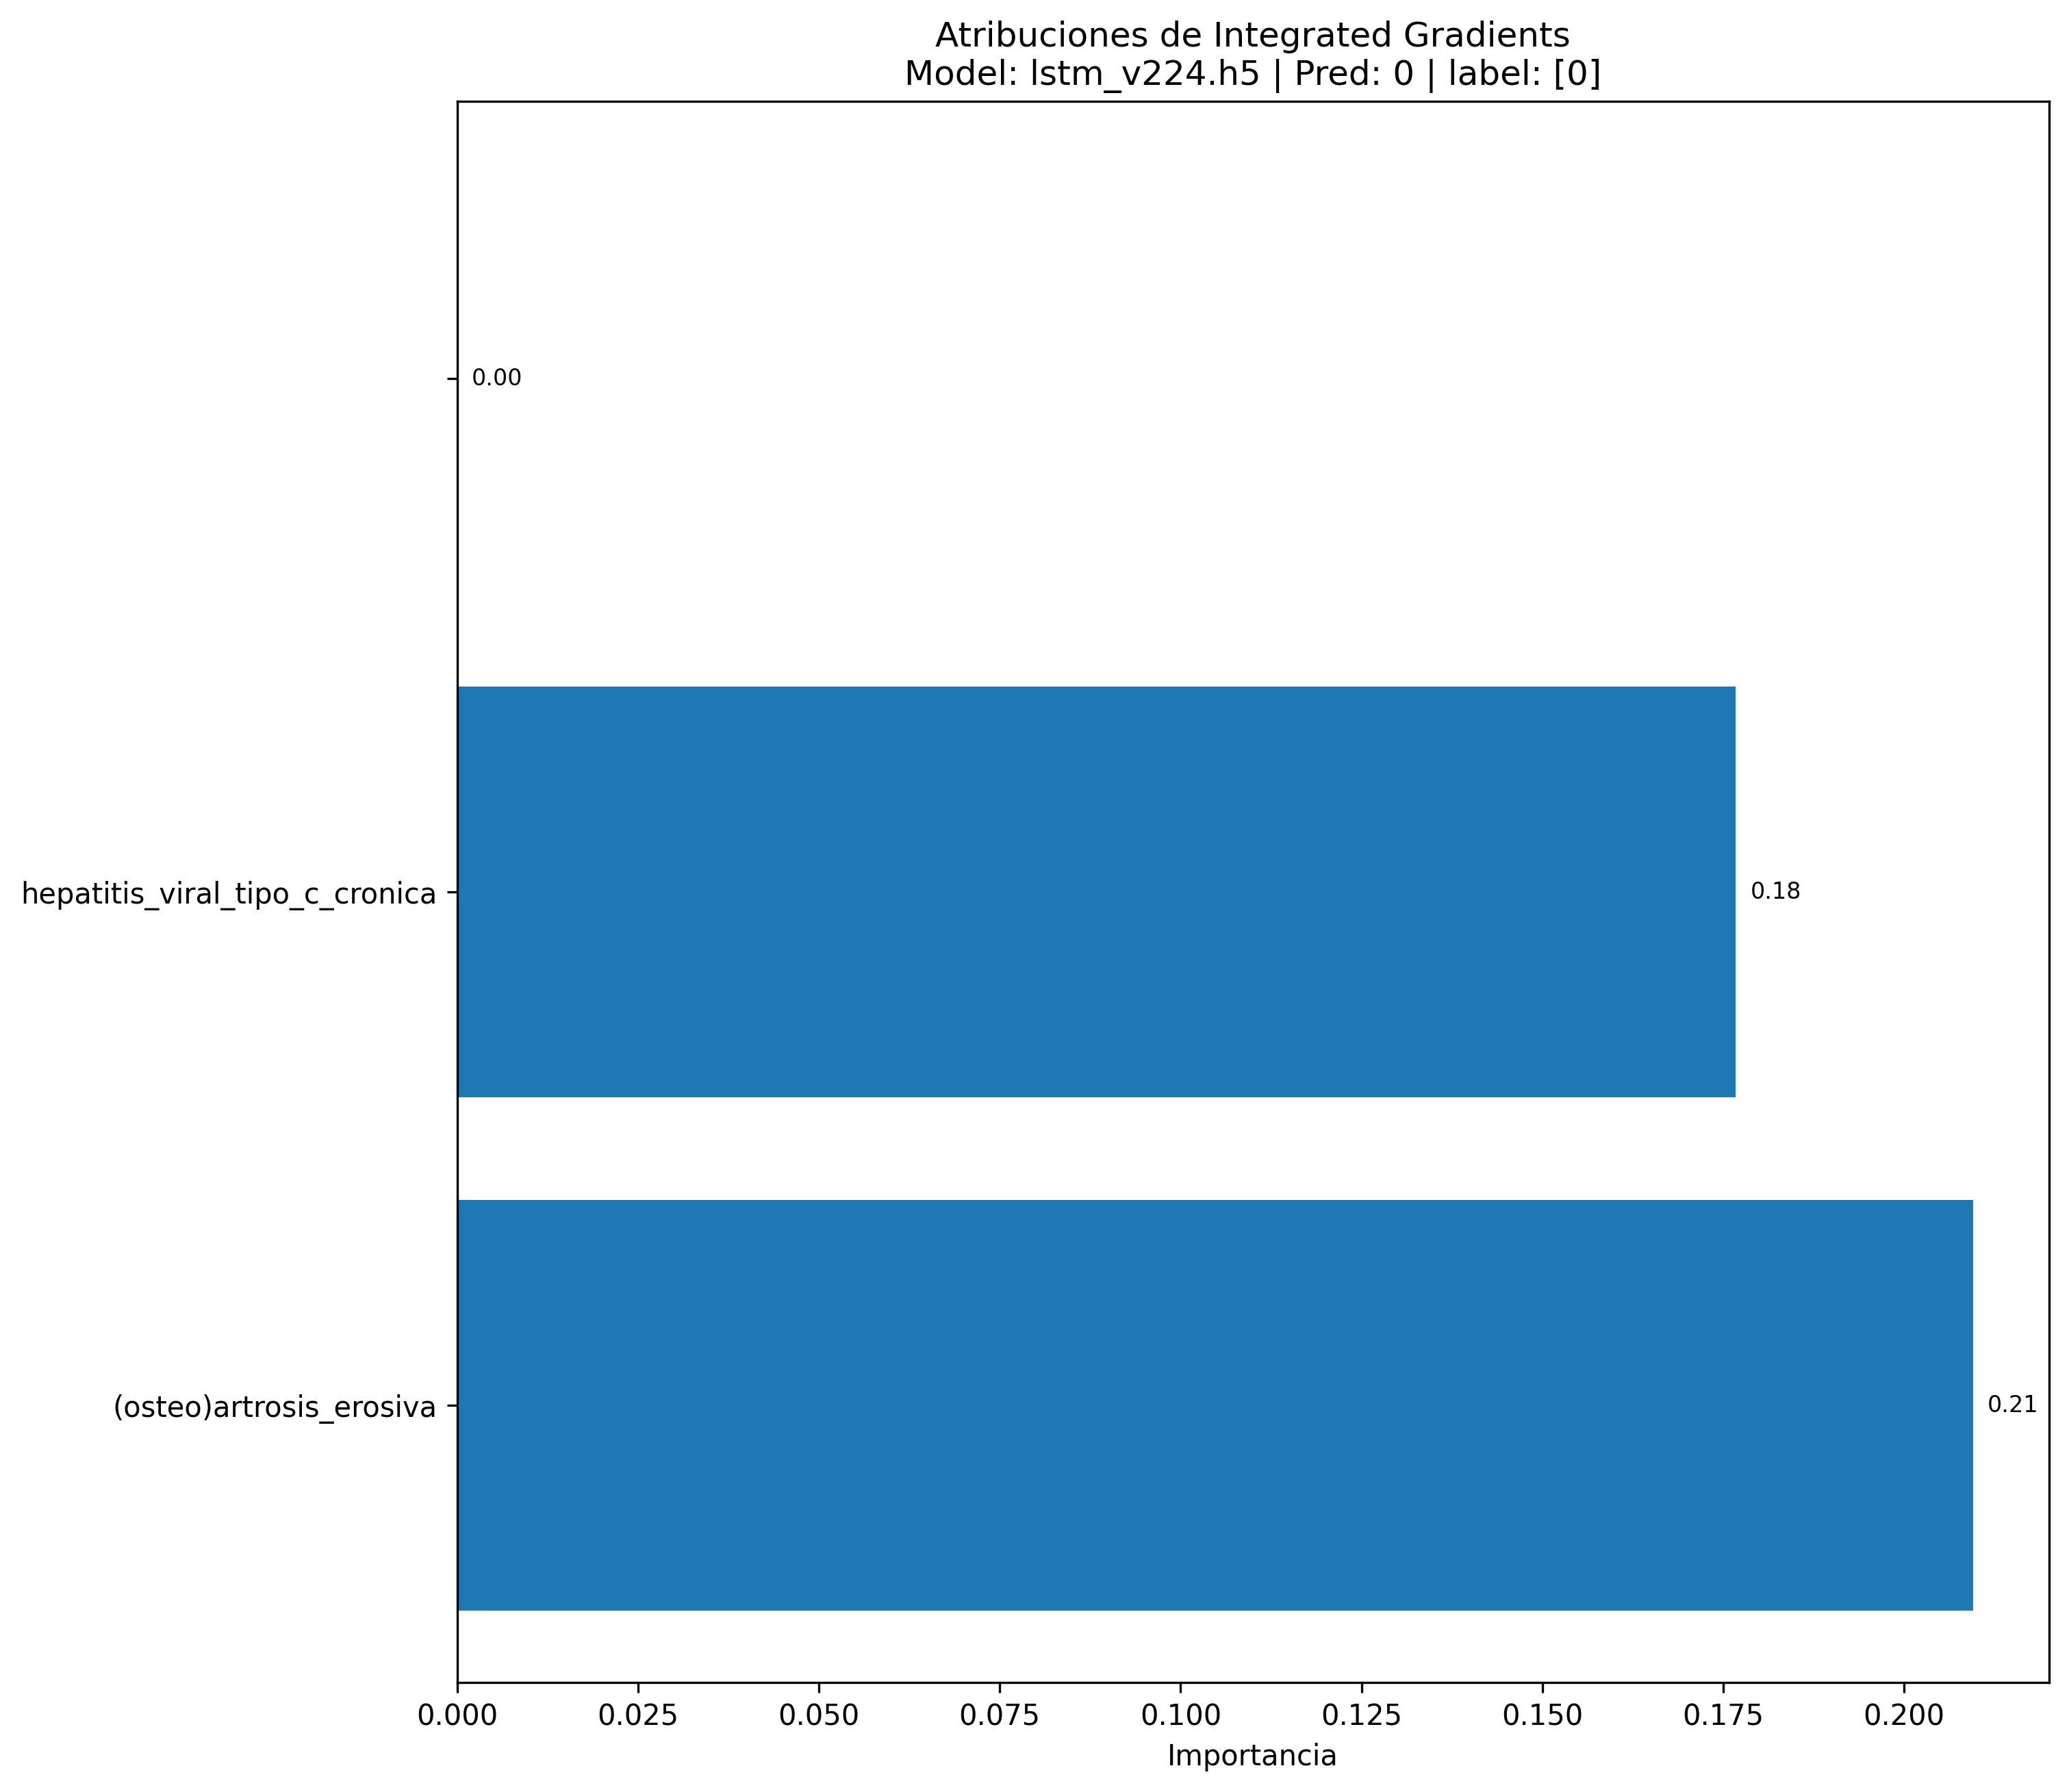 Atribuciones de Integrated Gradients
Model: lstm_v224.h5 | Pred: 0 | label: [0]
0.00
hepatitis_viral_tipo_c_cronica
0.18
(osteo)artrosis_erosiva
0.21
0.000 0.025 0.050 0.075 0.100 0.125 0.150 0.175 0.200
Importancia